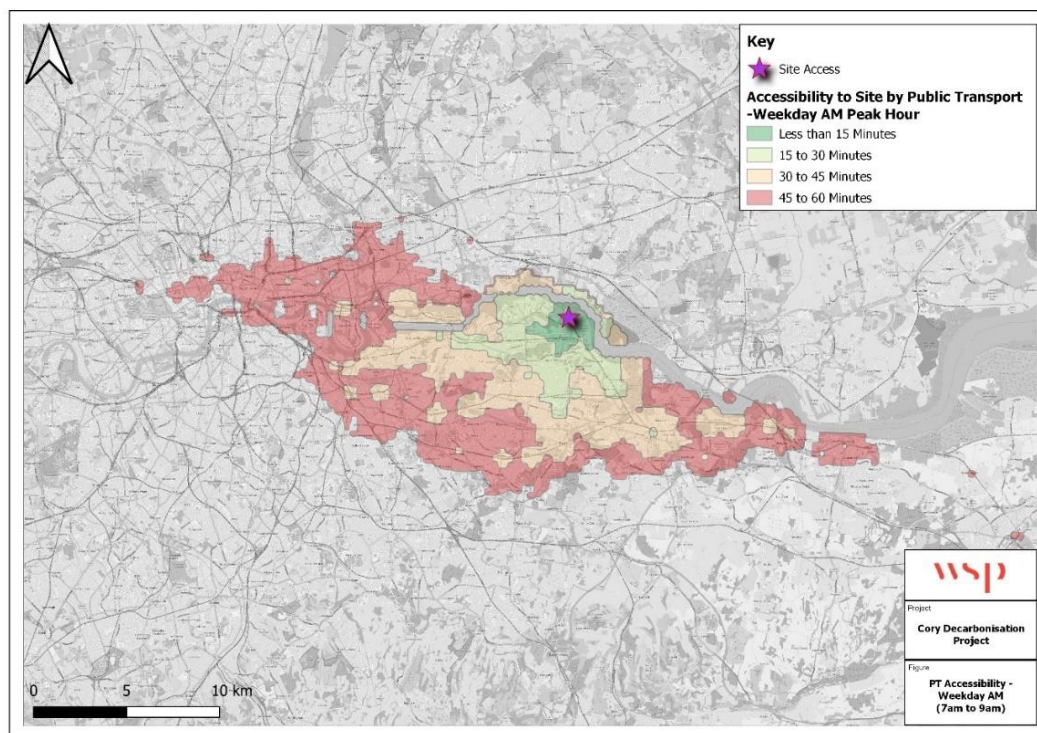 Key
Site Access
Accessibility to Site by Public Transport
-Weekday AM Peak Hour
Less than 15 Minutes
15 to 30 Minutes
30 to 45 Minutes
45 to 60 Minutes
0 5 10 km
wsp
Project
Cory Decarbonisation
Project
Figure
PT Accessibility -
Weekday AM
(7am to 9am)